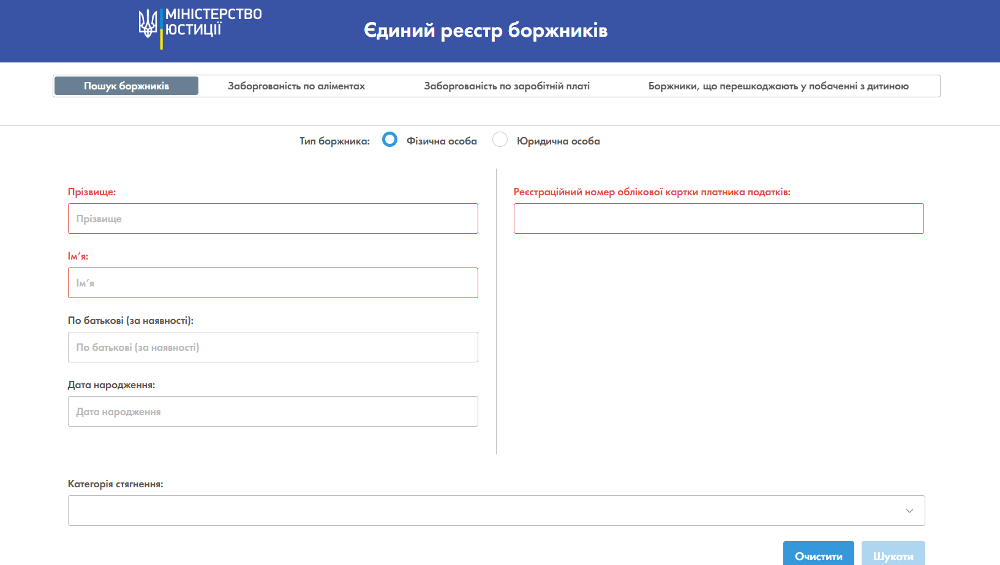 МІНІСТЕРСТВО
ЮСТИЦІЇ
Єдиний реєстр боржників
Пошук боржників
Заборгованість по аліментах
Заборгованість по заробітній платі
Боржники, що перешкоджають у побаченні з дитиною
Тип боржника:
Фізична особа
Юридична особа
Прізвище:
Прізвище
Ім’я:
Ім’я
По батькові (за наявності):
По батькові (за наявності)
Дата народження:
Дата народження
Реєстраційний номер облікової картки платника податків:
Категорія стягнення:
Очистити
Шукати